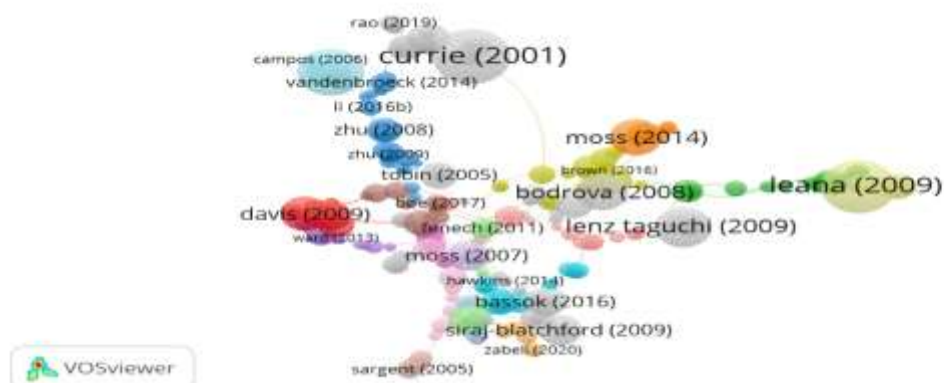 rao (2019)
currie (2001)
campos (2006)
vandenbroeck (2014)
li (2016b)
zhu (2008)
moss (2014)
zhu (2009)
brown (2016)
tobin (2005)
leana (2009)
bodrova (2008)
bøe (2017)
davis (2009)
fenech (2011)
lenz taguchi (2009)
ward (2013)
moss (2007)
hawkins (2014)
bassok (2016)
siraj-blatchford (2009)
zabeli (2020)
sargent (2005)
VOSviewer